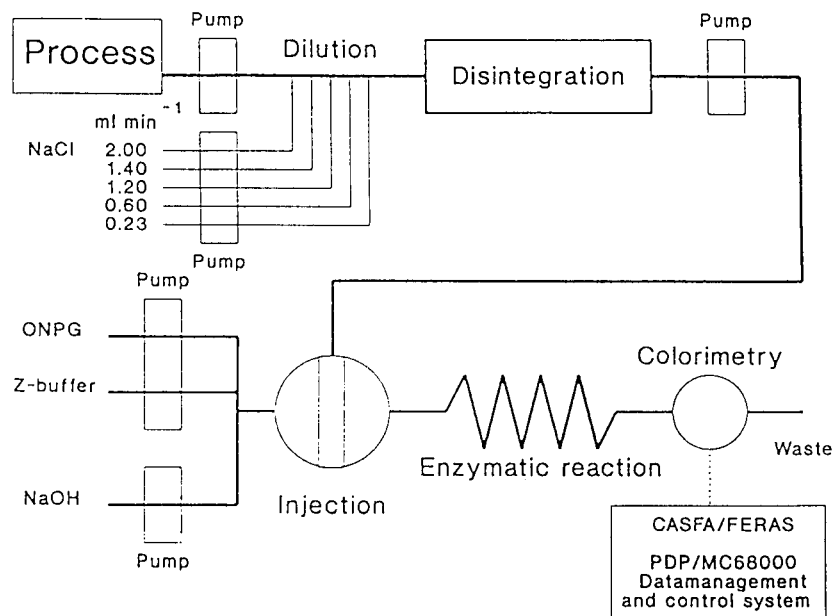 Pump
Pump
Process
Dilution
Disintegration
ml min-1
NaCl
2.00
1.40
1.20
0.60
0.23
Pump
Pump
ONPG
Z-buffer
NaOH
Pump
Injection
Enzymatic reaction
Colorimetry
Waste
CASFA/FERAS
PDP/MC68000
Datamanagement
and control system